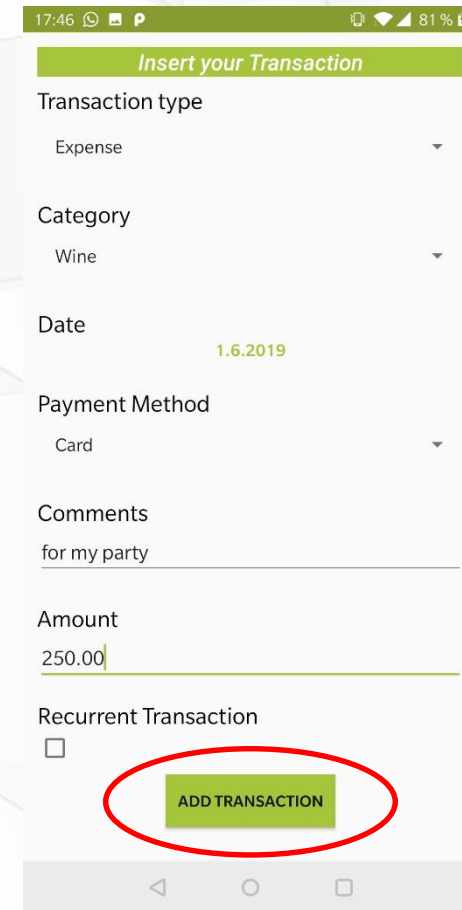 17:46 81 %
Insert your Transaction
Transaction type
Expense
Category
Wine
Date
1.6.2019
Payment Method
Card
Comments
for my party
Amount
250.00
Recurrent Transaction
ADD TRANSACTION